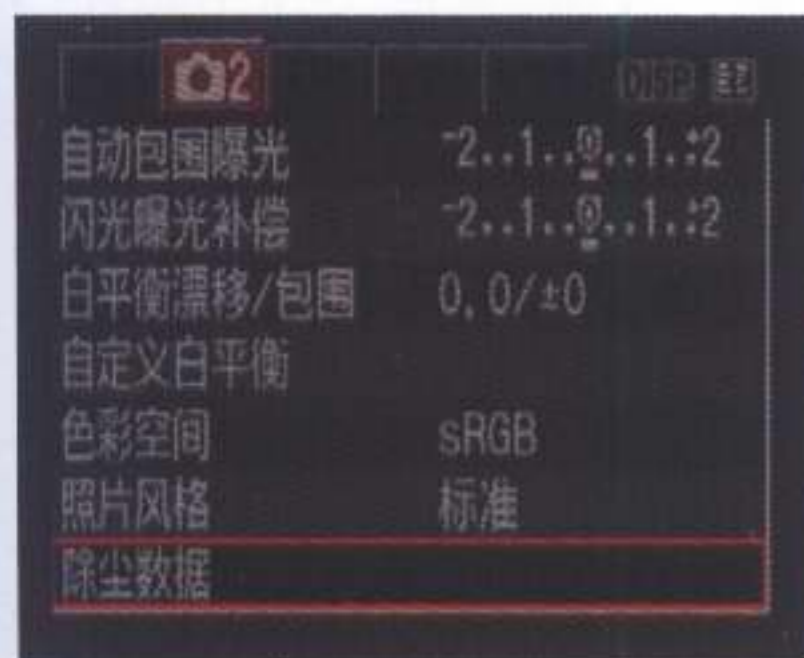 2 DISP
自动包围曝光 -2..1..0..1.:+2
闪光曝光补偿 -2..1..0..1.:+2
白平衡漂移/包围 0,0/±0
自定义白平衡
色彩空间 sRGB
照片风格 标准
除尘数据